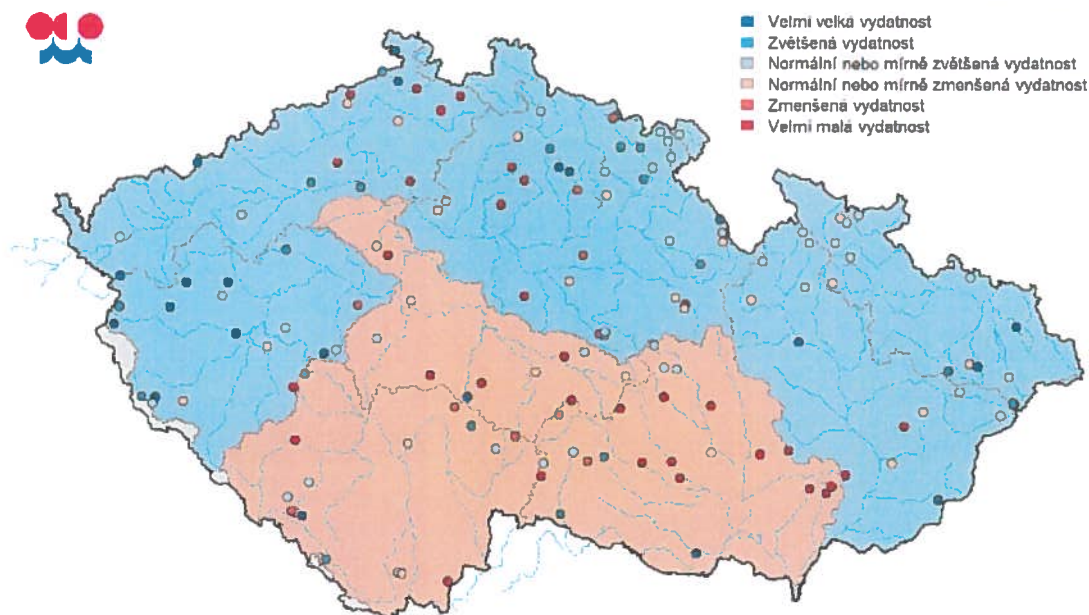 Velmi velká vydatnost
Zvětšená vydatnost
Normální nebo mírně zvětšená vydatnost
Normální nebo mírně zmenšená vydatnost
Zmenšená vydatnost
Velmi malá vydatnost